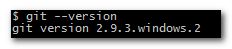 $ git --version
git version 2.9.3.windows.2